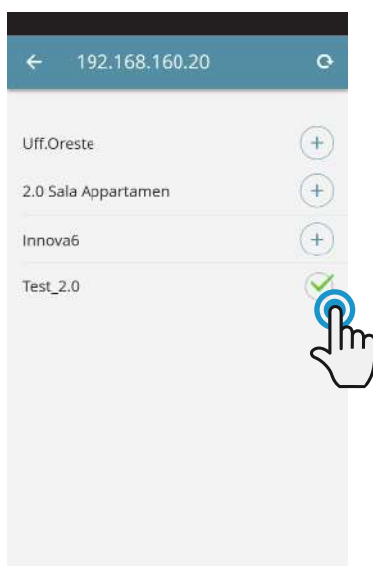 192.168.160.20
Uff.Oreste
2.0 Sala Appartamen
Innova6
Test_2.0